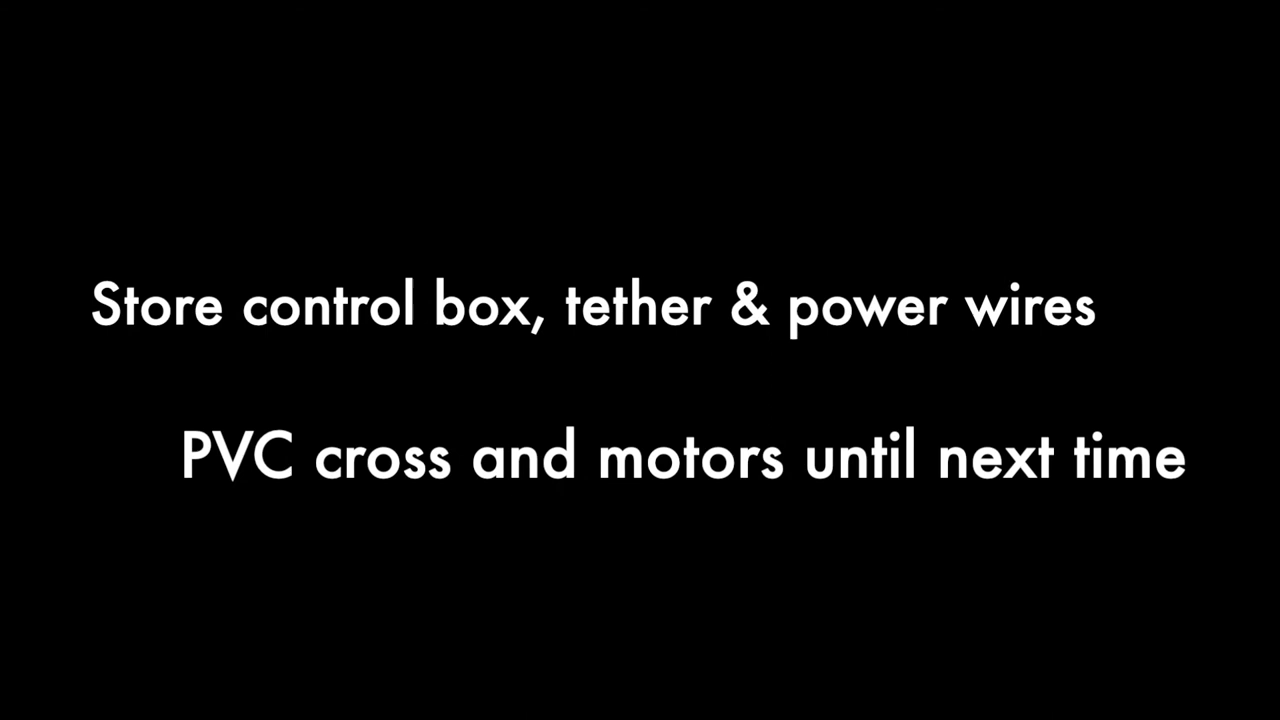 Store control box, tether & power wires
PVC cross and motors until next time